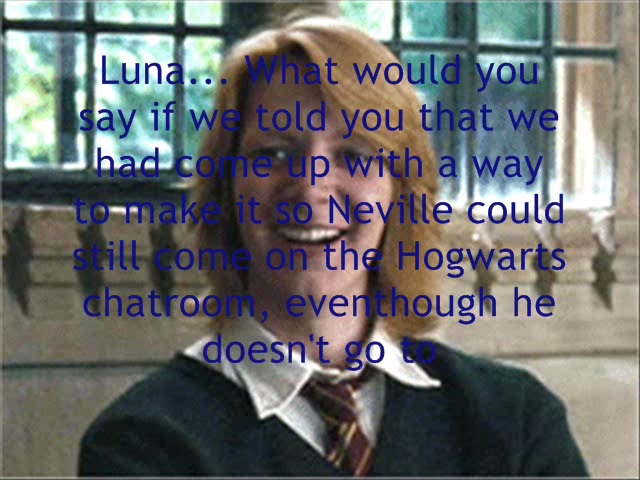 Luna... What would you
say if we told you that we
had come up with a way
to make it so Neville could
still come on the Hogwarts
chatroom, eventhough he
doesn't go to